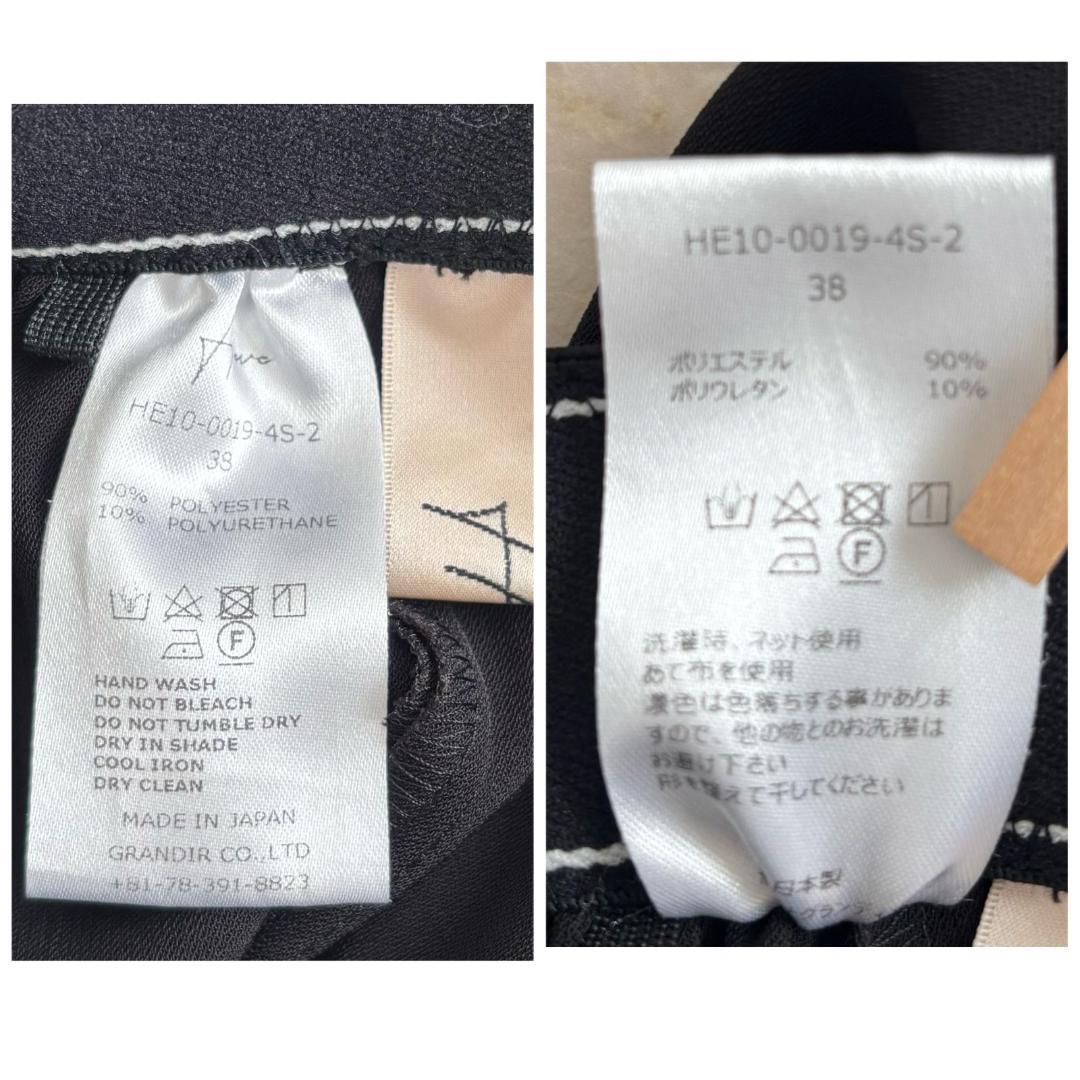 HE10-0019-4S-2
38
90% POLYESTER
10% POLYURETHANE
F
HAND WASH
DO NOT BLEACH
DO NOT TUMBLE DRY
DRY IN SHADE
COOL IRON
DRY CLEAN
MADE IN JAPAN
GRANDIR CO.,LTD
+81-78-391-8823
HE10-0019-4S-2
38
ポリエステル 90%
ポリウレタン 10%
F
洗濯時、ネット使用
あて布を使用
濃色は色落ちする事がありま
すので、他の物とのお洗濯は
お避け下さい
形を整えて干してください
日本製
グラン